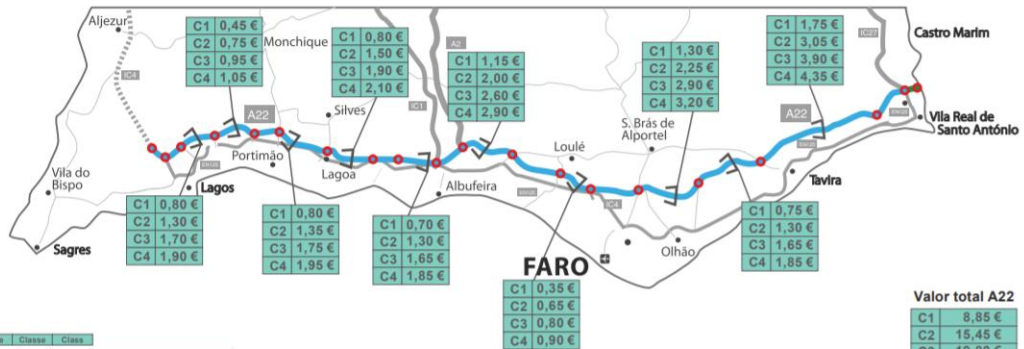 Aljezur
IC4
C1 0,45 €
C2 0,75 €
C3 0,95 €
C4 1,05 €
Monchique
C1 0,80 €
C2 1,50 €
C3 1,90 €
C4 2,10 €
A2
IC1
C1 1,15 €
C2 2,00 €
C3 2,60 €
C4 2,90 €
C1 1,30 €
C2 2,25 €
C3 2,90 €
C4 3,20 €
C1 1,75 €
C2 3,05 €
C3 3,90 €
C4 4,35 €
IC27
Castro Marim
A22
Silves
A22
S. Brás de
Alportel
Vila Real de
Santo António
Portimão
Lagoa
Loulé
Vila do
Bispo
Lagos
Albufeira
IC4
Tavira
C1 0,80 €
C2 1,30 €
C3 1,70 €
C4 1,90 €
C1 0,80 €
C2 1,35 €
C3 1,75 €
C4 1,95 €
C1 0,70 €
C2 1,30 €
C3 1,65 €
C4 1,85 €
C1 0,75 €
C2 1,30 €
C3 1,65 €
C4 1,85 €
Sagres
Olhão
FARO
C1 0,35 €
C2 0,65 €
C3 0,80 €
C4 0,90 €
Classe Class
Valor total A22
C1 8,85 €
C2 15,45 €